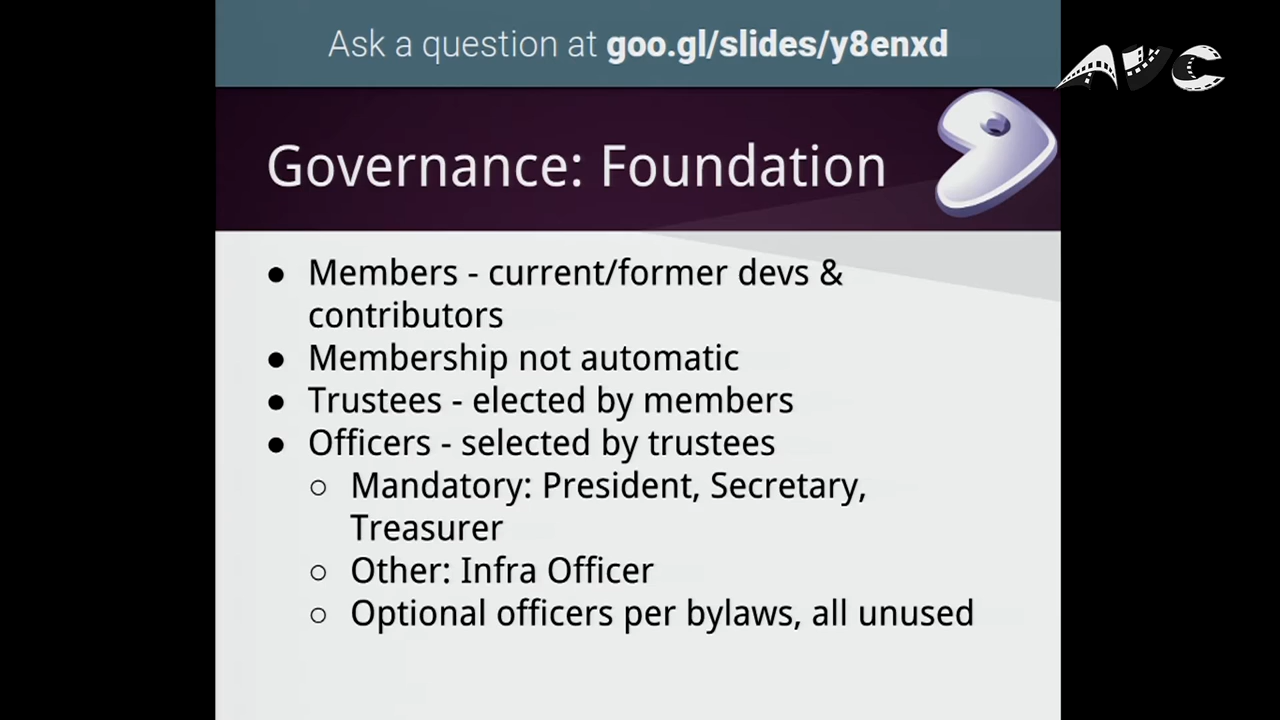 Ask a question at goo.gl/slides/y8enxd
AVC
Governance: Foundation
● Members - current/former devs &
contributors
● Membership not automatic
● Trustees - elected by members
● Officers - selected by trustees
○ Mandatory: President, Secretary,
Treasurer
○ Other: Infra Officer
○ Optional officers per bylaws, all unused